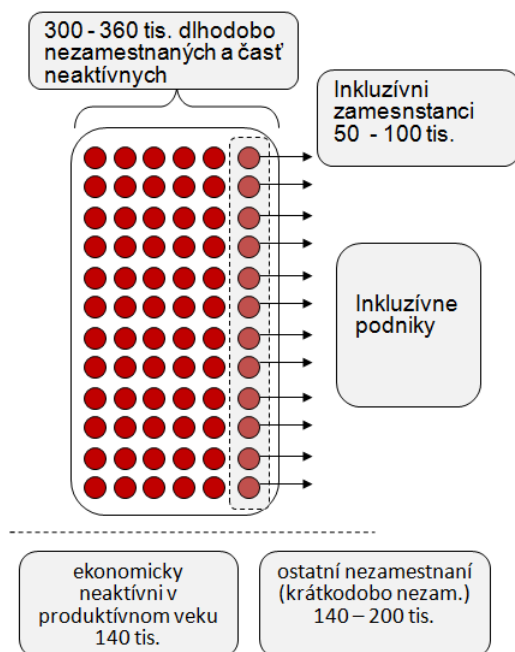 300 - 360 tis. dlhodobo
nezamestnaných a časť
neaktívnych
Inkluzívni
zamesnstanci
50 - 100 tis.
Inkluzívne
podniky
ekonomicky
neaktívni v
produktívnom veku
140 tis.
ostatní nezamestnaní
(krátkodobo nezam.)
140 – 200 tis.